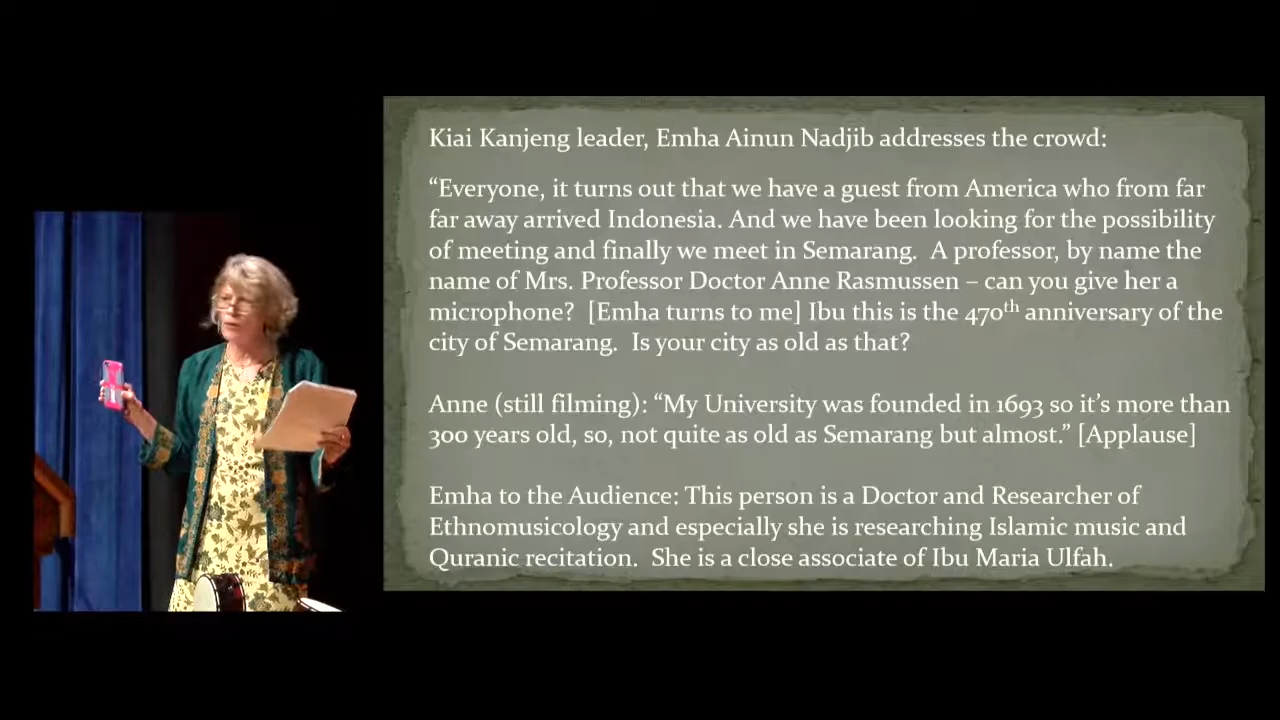 Kiai Kanjeng leader, Emha Ainun Nadjib addresses the crowd:
“Everyone, it turns out that we have a guest from America who from far
far away arrived Indonesia. And we have been looking for the possibility
of meeting and finally we meet in Semarang.  A professor, by name the
name of Mrs. Professor Doctor Anne Rasmussen – can you give her a
microphone?  [Emha turns to me] Ibu this is the 470th anniversary of the
city of Semarang.  Is your city as old as that?
Anne (still filming): “My University was founded in 1693 so it’s more than
300 years old, so, not quite as old as Semarang but almost.” [Applause]
Emha to the Audience: This person is a Doctor and Researcher of
Ethnomusicology and especially she is researching Islamic music and
Quranic recitation.  She is a close associate of Ibu Maria Ulfah.